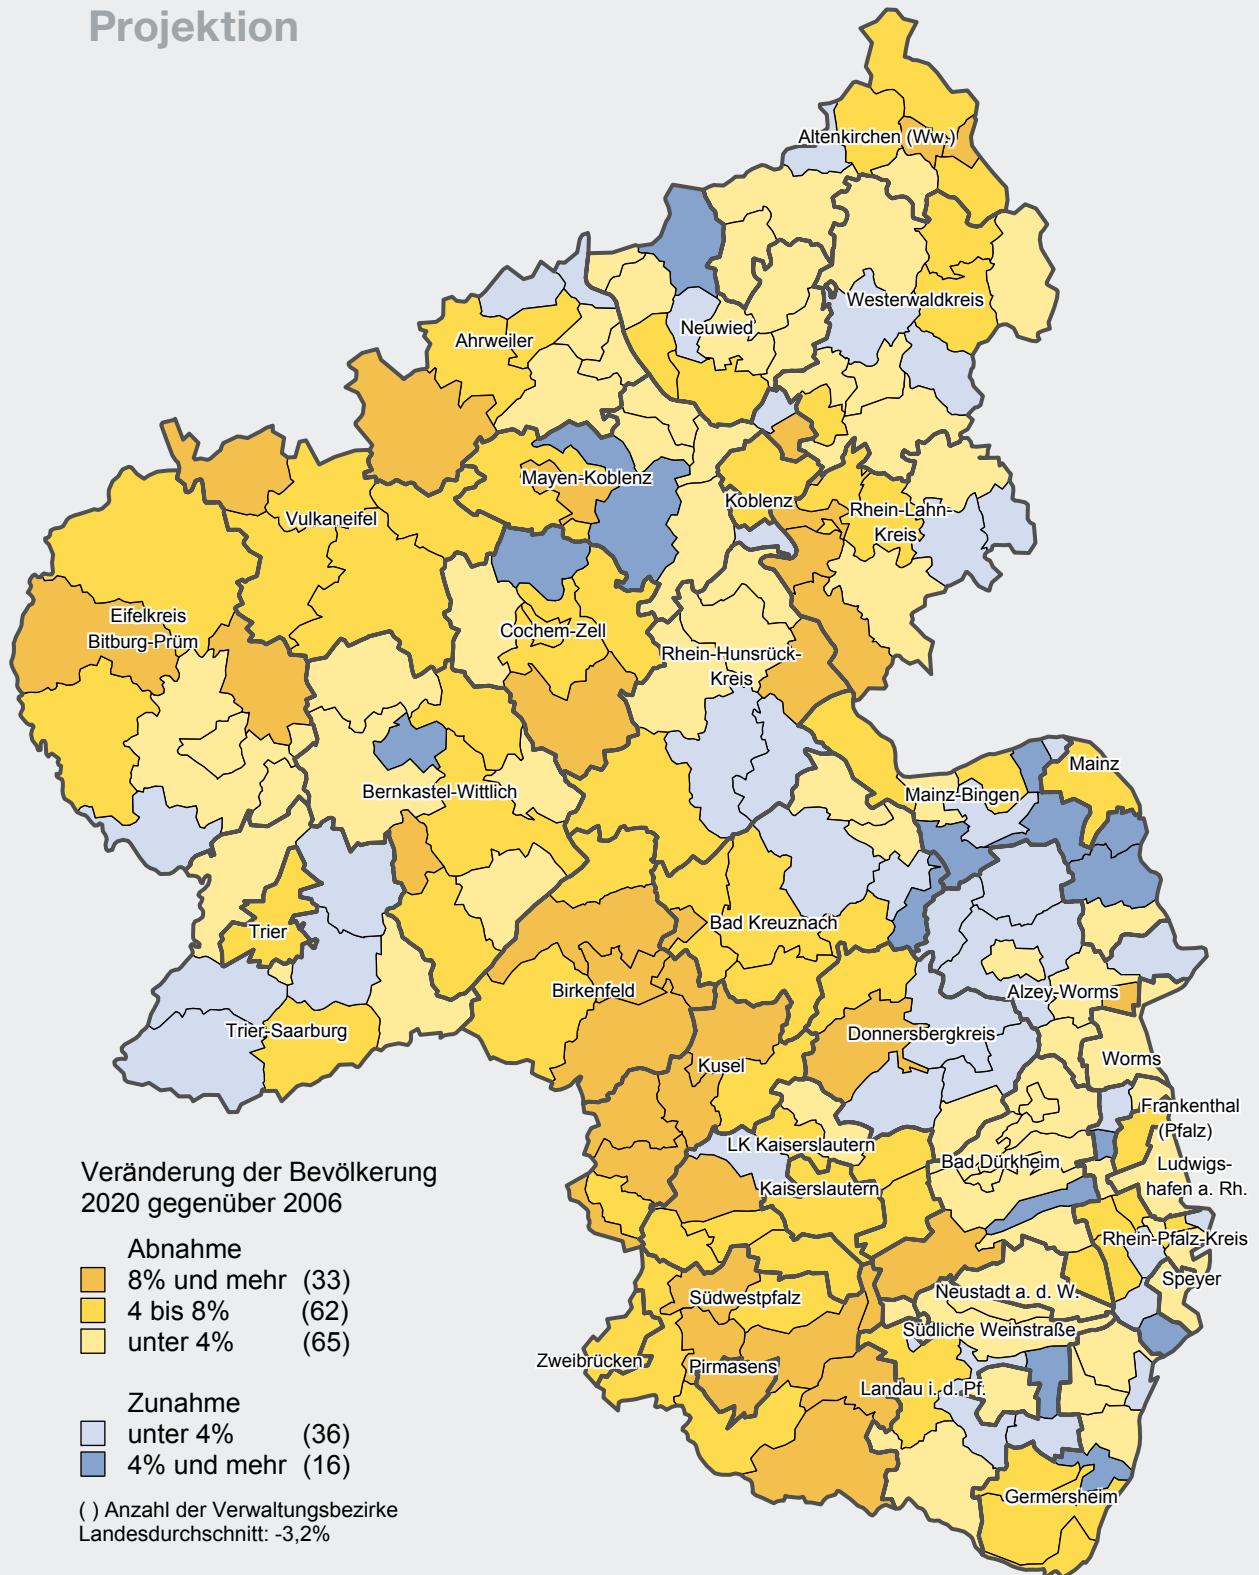 Projektion
Altenkirchen (Ww.)
Westerwaldkreis
Neuwied
Ahrweiler
Mayen-Koblenz
Koblenz
Rhein-Lahn-
Kreis
Vulkaneifel
Eifelkreis
Bitburg-Prüm
Cochem-Zell
Rhein-Hunsrück-
Kreis
Mainz
Mainz-Bingen
Bernkastel-Wittlich
Bad Kreuznach
Trier
Birkenfeld
Alzey-Worms
Trier-Saarburg
Donnersbergkreis
Worms
Kusel
Frankenthal
(Pfalz)
LK Kaiserslautern
Bad Dürkheim
Ludwigs-
hafen a. Rh.
Kaiserslautern
Rhein-Pfalz-Kreis
Speyer
Neustadt a. d. W.
Südwestpfalz
Südliche Weinstraße
Zweibrücken
Pirmasens
Landau i. d. Pf.
Germersheim
Veränderung der Bevölkerung
2020 gegenüber 2006
Abnahme
8% und mehr (33)
4 bis 8% (62)
unter 4% (65)
Zunahme
unter 4% (36)
4% und mehr (16)
( ) Anzahl der Verwaltungsbezirke
Landesdurchschnitt: -3,2%